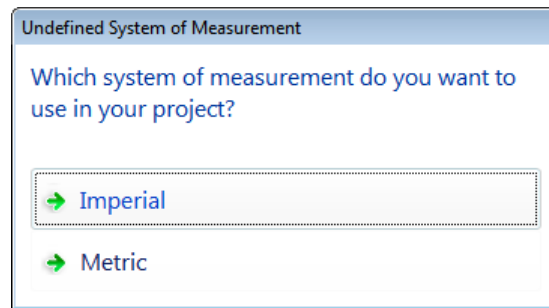 Undefined System of Measurement
Which system of measurement do you want to
use in your project?
Imperial
Metric